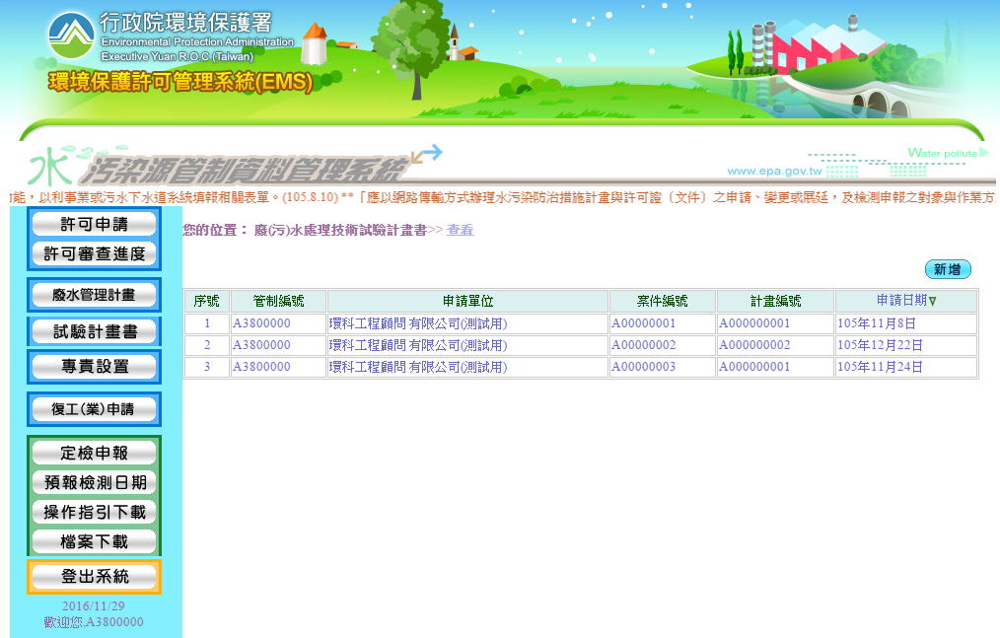 行政院環境保護署
Environmental Protection Administration
Executive Yuan R.O.C (Taiwan)
環境保護許可管理系統(EMS)
水 污染源管制資料管理系統
Water pollute
www.epa.gov.tw
能，以利事業或污水下水道系統填報相關表單。(105.8.10) **「應以網路傳輸方式辦理水污染防治措施計畫與許可證〔文件〕之申請、變更或展延，及檢測申報之對象與作業方
許可申請
許可審查進度
廢水管理計畫
試驗計畫書
專責設置
復工(業)申請
定檢申報
預報檢測日期
操作指引下載
檔案下載
登出系統
2016/11/29
歡迎您,A3800000
您的位置： 廢(污)水處理技術試驗計畫書>> 查看
新增
序號 管制編號 申請單位 案件編號 計畫編號 申請日期▽
1 A3800000 環科工程顧問有限公司(測試用) A00000001 A000000001 105年11月8日
2 A3800000 環科工程顧問有限公司(測試用) A00000002 A000000002 105年12月22日
3 A3800000 環科工程顧問有限公司(測試用) A00000003 A000000001 105年11月24日